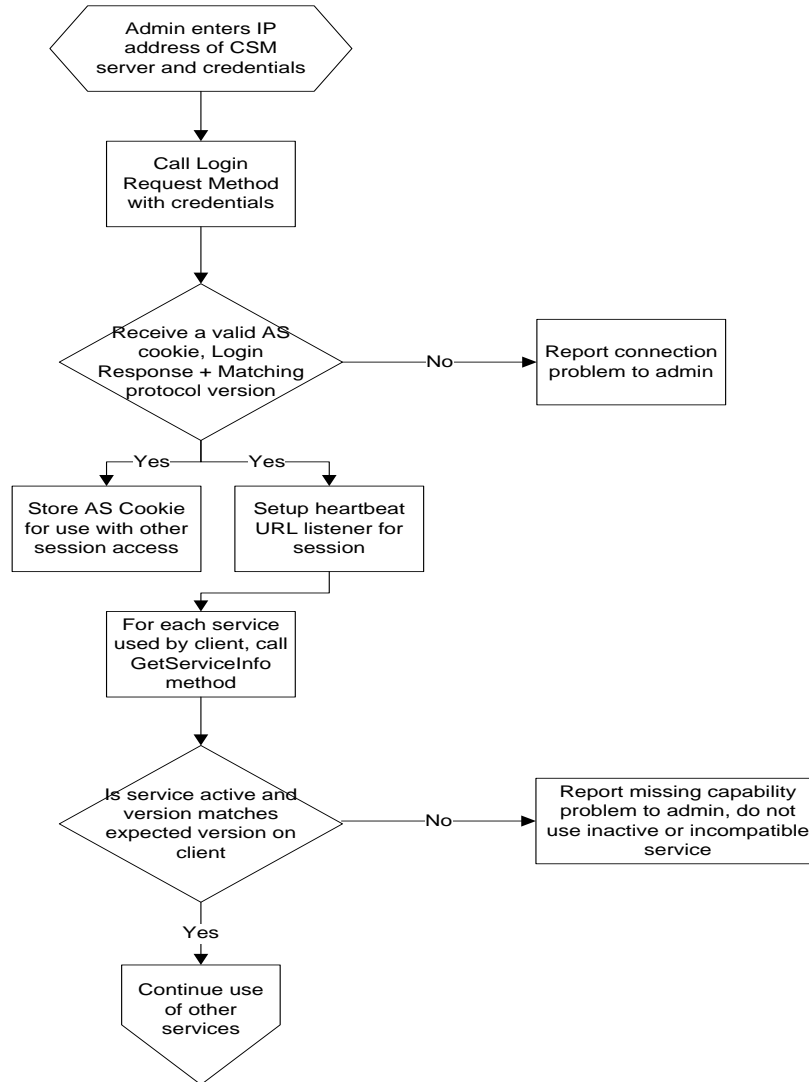 Admin enters IP
address of CSM
server and credentials
Call Login
Request Method
with credentials
Receive a valid AS
cookie, Login
Response + Matching
protocol version
No
Report connection
problem to admin
Yes
Yes
Store AS Cookie
for use with other
session access
Setup heartbeat
URL listener for
session
For each service
used by client, call
GetServiceInfo
method
Is service active and
version matches
expected version on
client
No
Report missing capability
problem to admin, do not
use inactive or incompatible
service
Yes
Continue use
of other
services